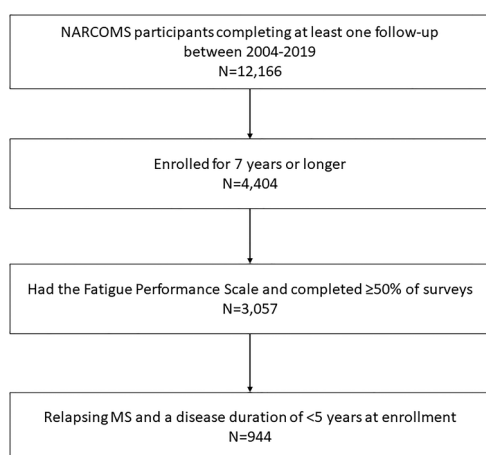 NARCOMS participants completing at least one follow-up
between 2004-2019
N=12,166
Enrolled for 7 years or longer
N=4,404
Had the Fatigue Performance Scale and completed ≥50% of surveys
N=3,057
Relapsing MS and a disease duration of <5 years at enrollment
N=944